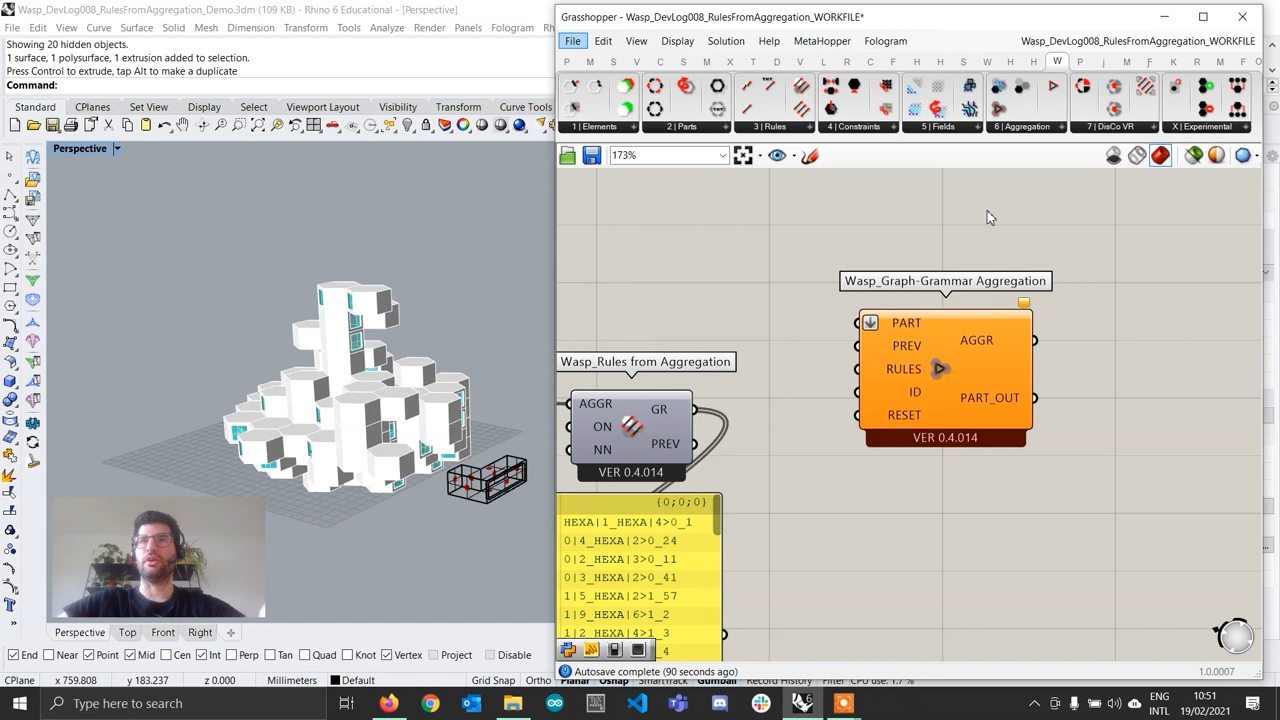 Wasp_DevLog008_RulesFromAggregation_Demo.3dm (109 KB) - Rhino 6 Educational - [Perspective]
File Edit View Curve Surface Solid Mesh Dimension Transform Tools Analyze Render Panels Fologram
Showing 20 hidden objects.
1 surface, 1 polysurface, 1 extrusion added to selection.
Press Control to extrude, tap Alt to make a duplicate
Command:
Standard CPlanes Set View Display Select Viewport Layout Visibility Transform Curve Tools
Perspective
Perspective Top Front Right
End Near Point Mid Cen Int Perp Tan Quad Knot Vertex Project Disable
CPlane x 759.808 y 183.237 z 0.000 Millimeters Default Grid Snap Ortho Planar Osnap SmartTrack Gumball Record History
Grasshopper - Wasp_DevLog008_RulesFromAggregation_WORKFILE*
File Edit View Display Solution Help MetaHopper Fologram Wasp_DevLog008_RulesFromAggregation_WORKFILE
1 | Elements 2 | Parts 3 | Rules 4 | Constraints 5 | Fields 6 | Aggregation 7 | DisCo VR X | Experimental
173%
Wasp_Graph-Grammar Aggregation
PART
PREV
RULES
ID
RESET
AGGR
PART_OUT
VER 0.4.014
Wasp_Rules from Aggregation
AGGR
ON
NN
GR
PREV
VER 0.4.014
{0;0;0}
HEXA|1_HEXA|4>0_1
0|4_HEXA|2>0_24
0|2_HEXA|3>0_11
0|3_HEXA|2>0_41
1|5_HEXA|2>1_57
1|9_HEXA|6>1_2
1|2_HEXA|4>1_3
Autosave complete (90 seconds ago)
1.0.0007
Type here to search
ENG
INTL
10:51
19/02/2021